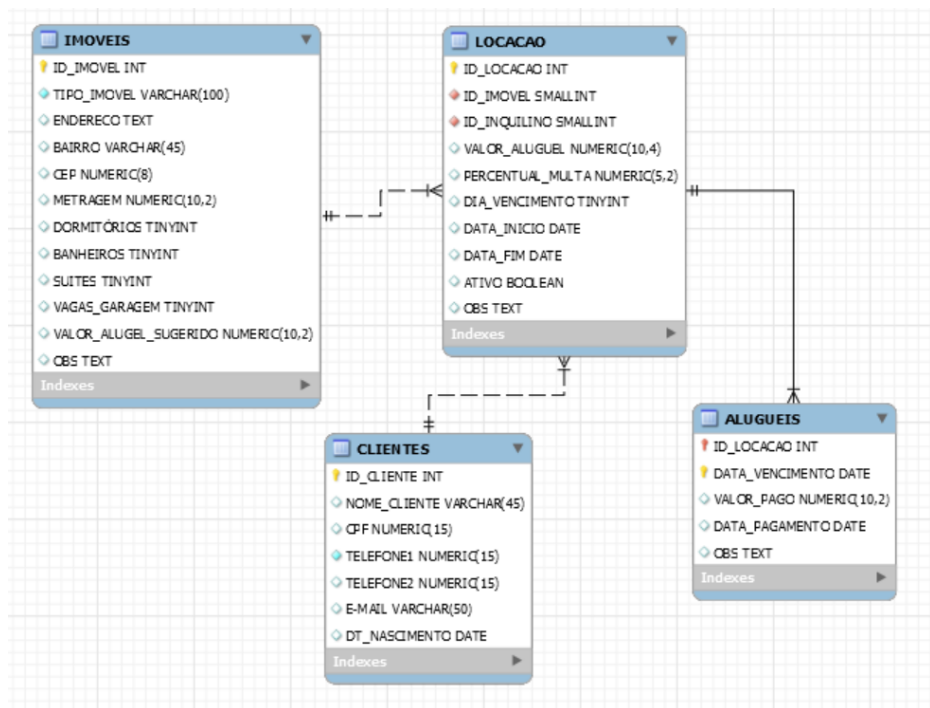 IMOVEIS
ID_IMOVEL INT
TIPO_IMOVEL VARCHAR(100)
ENDERECO TEXT
BAIRRO VARCHAR(45)
CEP NUMERIC(8)
METRAGEM NUMERIC(10,2)
DORMITÓRIOS TINYINT
BANHEIROS TINYINT
SUITES TINYINT
VAGAS_GARAGEM TINYINT
VALOR_ALUGEL_SUGERIDO NUMERIC(10,2)
OBS TEXT
Indexes
LOCACAO
ID_LOCACAO INT
ID_IMOVEL SMALLINT
ID_INQUILINO SMALLINT
VALOR_ALUGUEL NUMERIC(10,4)
PERCENTUAL_MULTA NUMERIC(5,2)
DIA_VENCIMENTO TINYINT
DATA_INICIO DATE
DATA_FIM DATE
ATIVO BOOLEAN
OBS TEXT
Indexes
CLIENTES
ID_CLIENTE INT
NOME_CLIENTE VARCHAR(45)
CPF NUMERIC(15)
TELEFONE1 NUMERIC(15)
TELEFONE2 NUMERIC(15)
E-MAIL VARCHAR(50)
DT_NASCIMENTO DATE
Indexes
ALUGUEIS
ID_LOCACAO INT
DATA_VENCIMENTO DATE
VALOR_PAGO NUMERIC(10,2)
DATA_PAGAMENTO DATE
OBS TEXT
Indexes